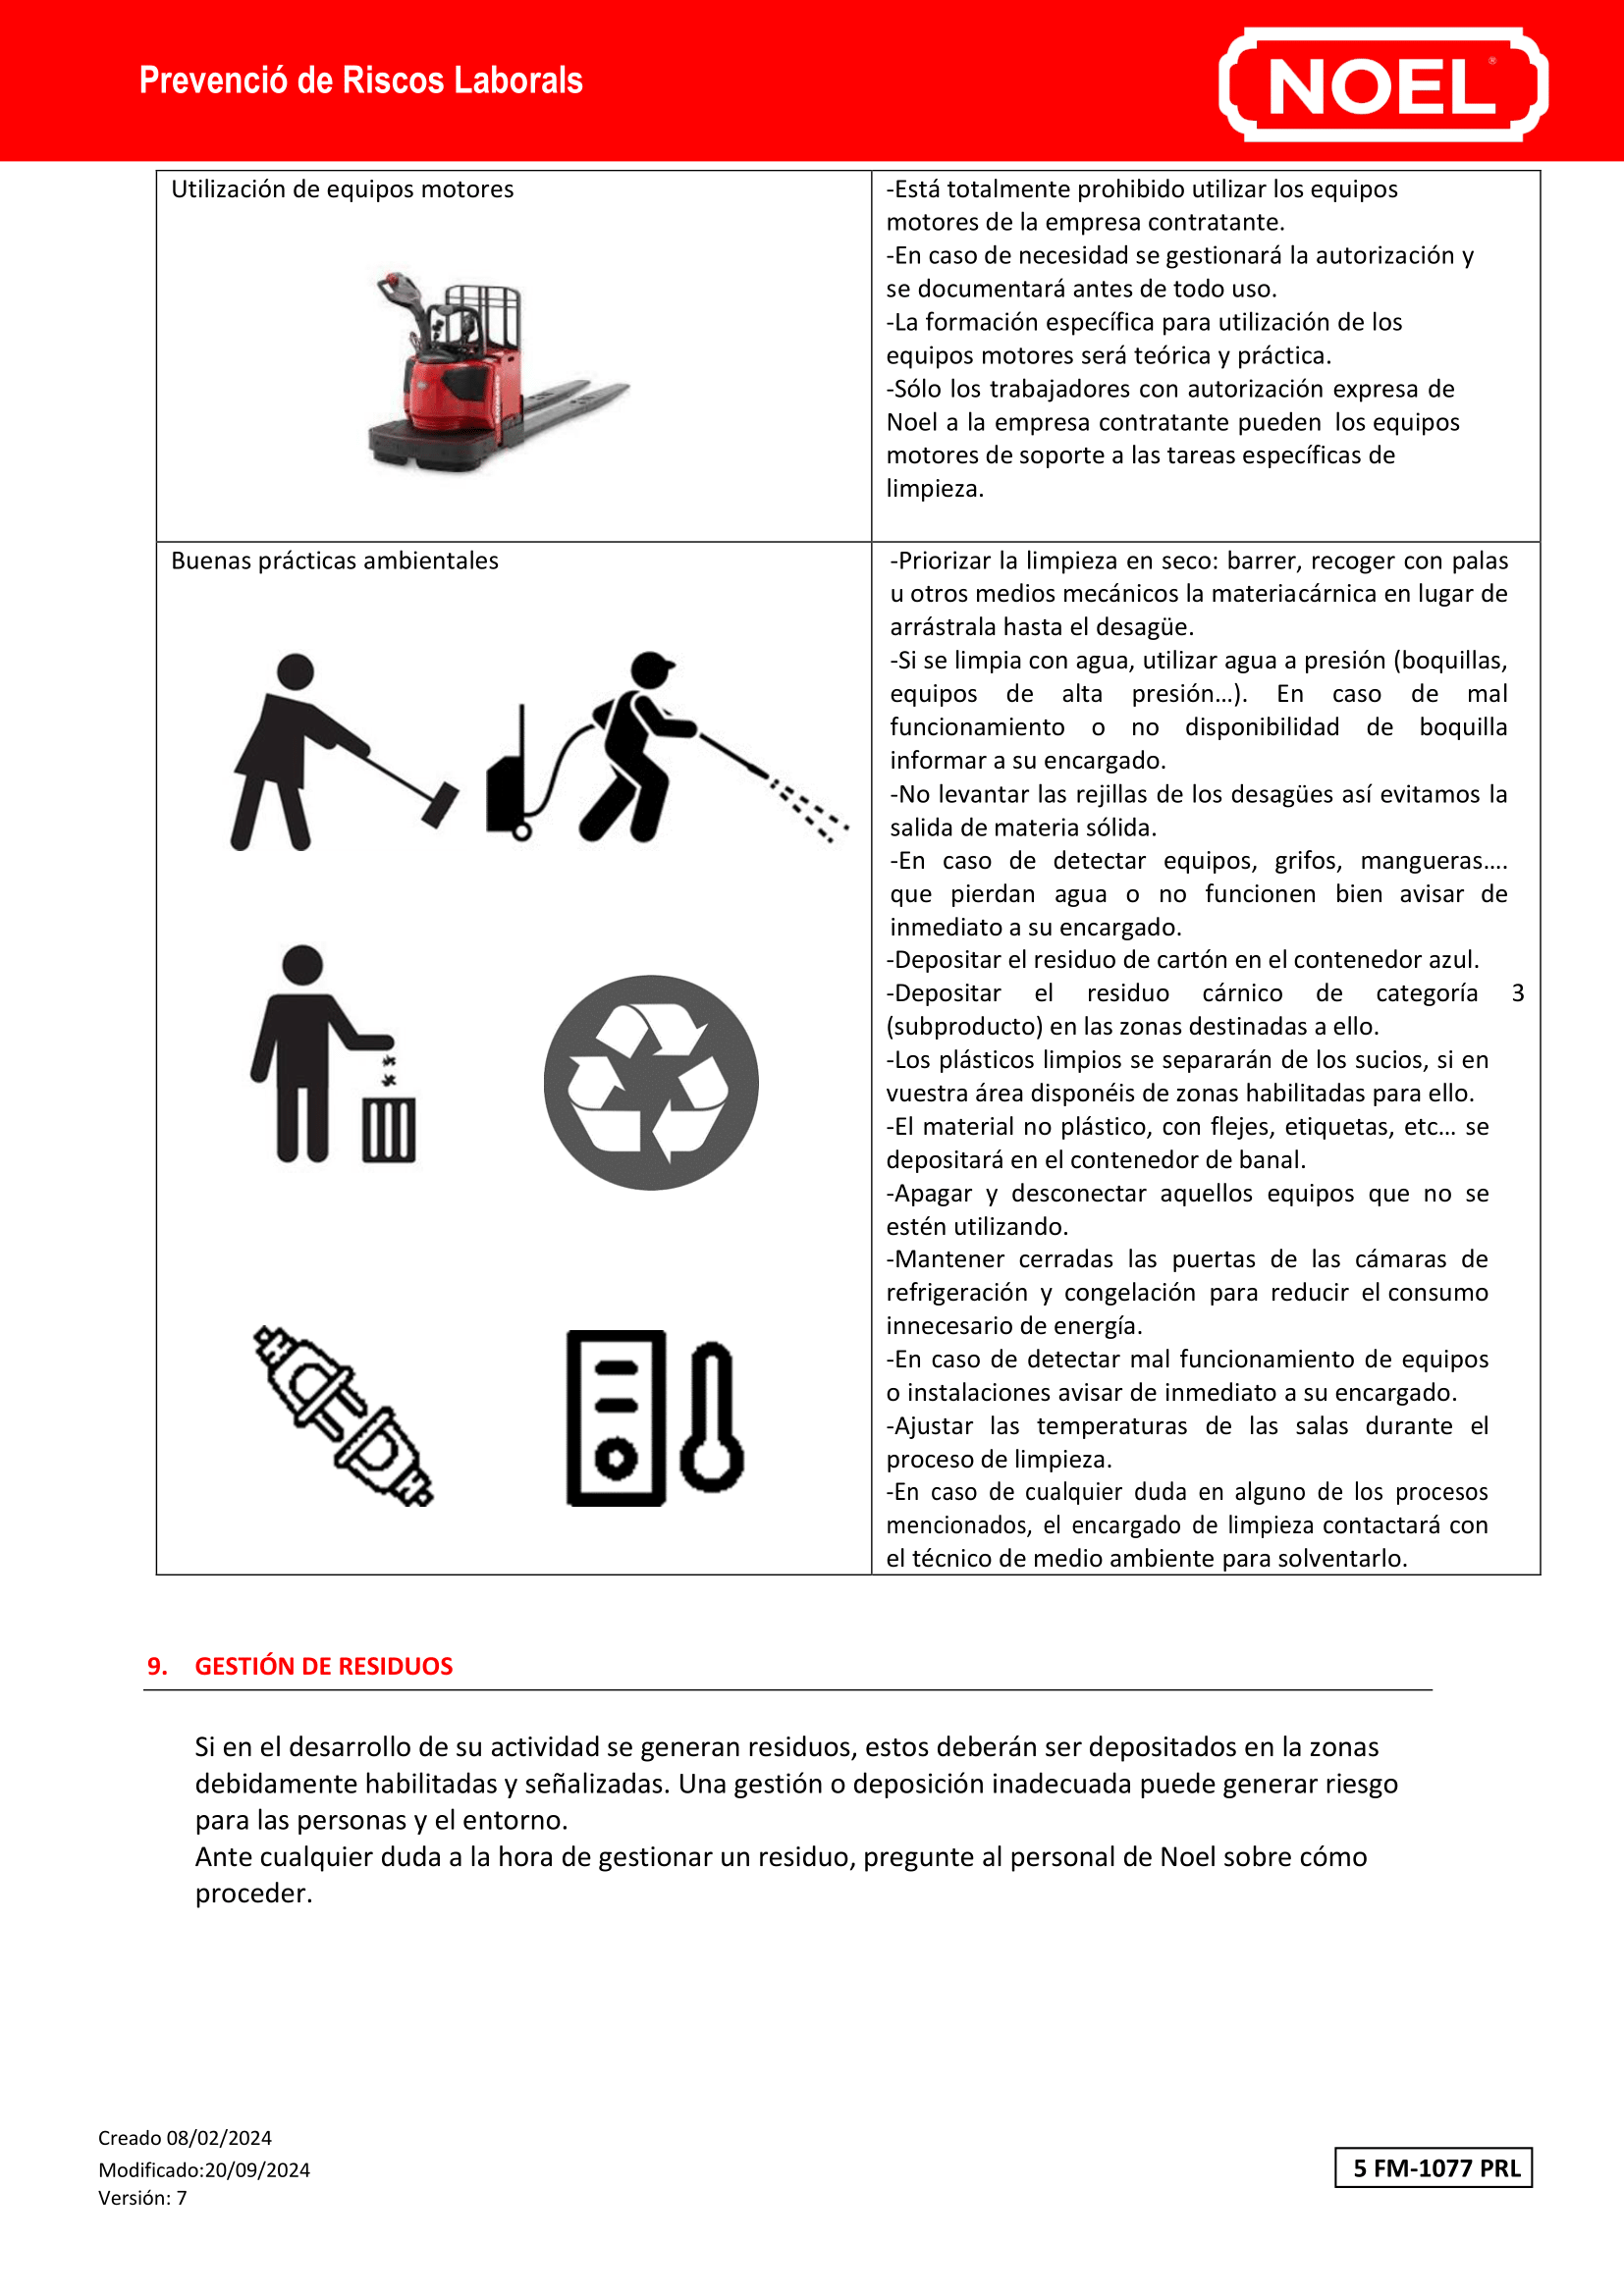 Prevenció de Riscos Laborals
NOEL
®
Utilización de equipos motores
-Está totalmente prohibido utilizar los equipos
motores de la empresa contratante.
-En caso de necesidad se gestionará la autorización y
se documentará antes de todo uso.
-La formación específica para utilización de los
equipos motores será teórica y práctica.
-Sólo los trabajadores con autorización expresa de
Noel a la empresa contratante pueden los equipos
motores de soporte a las tareas específicas de
limpieza.
Buenas prácticas ambientales
-Priorizar la limpieza en seco: barrer, recoger con palas
u otros medios mecánicos la materiacárnica en lugar de
arrástrala hasta el desagüe.
-Si se limpia con agua, utilizar agua a presión (boquillas,
equipos de alta presión…). En caso de mal
funcionamiento o no disponibilidad de boquilla
informar a su encargado.
-No levantar las rejillas de los desagües así evitamos la
salida de materia sólida.
-En caso de detectar equipos, grifos, mangueras....
que pierdan agua o no funcionen bien avisar de
inmediato a su encargado.
-Depositar el residuo de cartón en el contenedor azul.
-Depositar el residuo cárnico de categoría 3
(subproducto) en las zonas destinadas a ello.
-Los plásticos limpios se separarán de los sucios, si en
vuestra área disponéis de zonas habilitadas para ello.
-El material no plástico, con flejes, etiquetas, etc… se
depositará en el contenedor de banal.
-Apagar y desconectar aquellos equipos que no se
estén utilizando.
-Mantener cerradas las puertas de las cámaras de
refrigeración y congelación para reducir el consumo
innecesario de energía.
-En caso de detectar mal funcionamiento de equipos
o instalaciones avisar de inmediato a su encargado.
-Ajustar las temperaturas de las salas durante el
proceso de limpieza.
-En caso de cualquier duda en alguno de los procesos
mencionados, el encargado de limpieza contactará con
el técnico de medio ambiente para solventarlo.
9. GESTIÓN DE RESIDUOS
Si en el desarrollo de su actividad se generan residuos, estos deberán ser depositados en la zonas
debidamente habilitadas y señalizadas. Una gestión o deposición inadecuada puede generar riesgo
para las personas y el entorno.
Ante cualquier duda a la hora de gestionar un residuo, pregunte al personal de Noel sobre cómo
proceder.
Creado 08/02/2024
Modificado:20/09/2024
Versión: 7
5 FM-1077 PRL